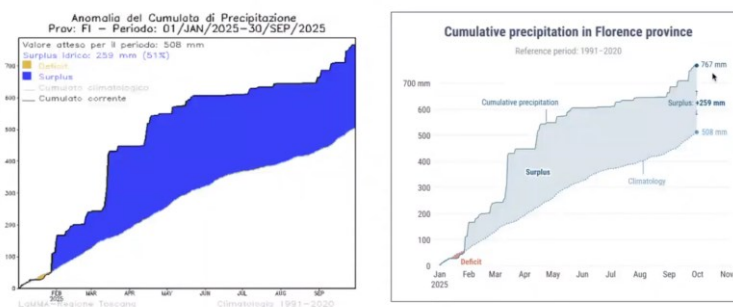 Anomalia del Cumulata di Precipitazione
Prov: FI – Periodo: 01/JAN/2025-30/SEP/2025
Valore atteso per il periodo: 508 mm
Surplus Idrico: 259 mm (51%)
Deficit
Surplus
Cumulato climatologico
Cumulato corrente
700
600
500
400
300
200
100
0
FEB
2025
MAR
APR
MAY
JUN
JUL
AUG
SEP
LaMMA-Regione Toscana
Climatologia 1991-2020
Cumulative precipitation in Florence province
Reference period: 1991–2020
767 mm
700 mm
Cumulative precipitation
Surplus: +259 mm
600
508 mm
500
400
300
Surplus
Climatology
200
100
Deficit
0
Jan
2025
Feb
Mar
Apr
May
Jun
Jul
Aug
Sep
Oct
Nov